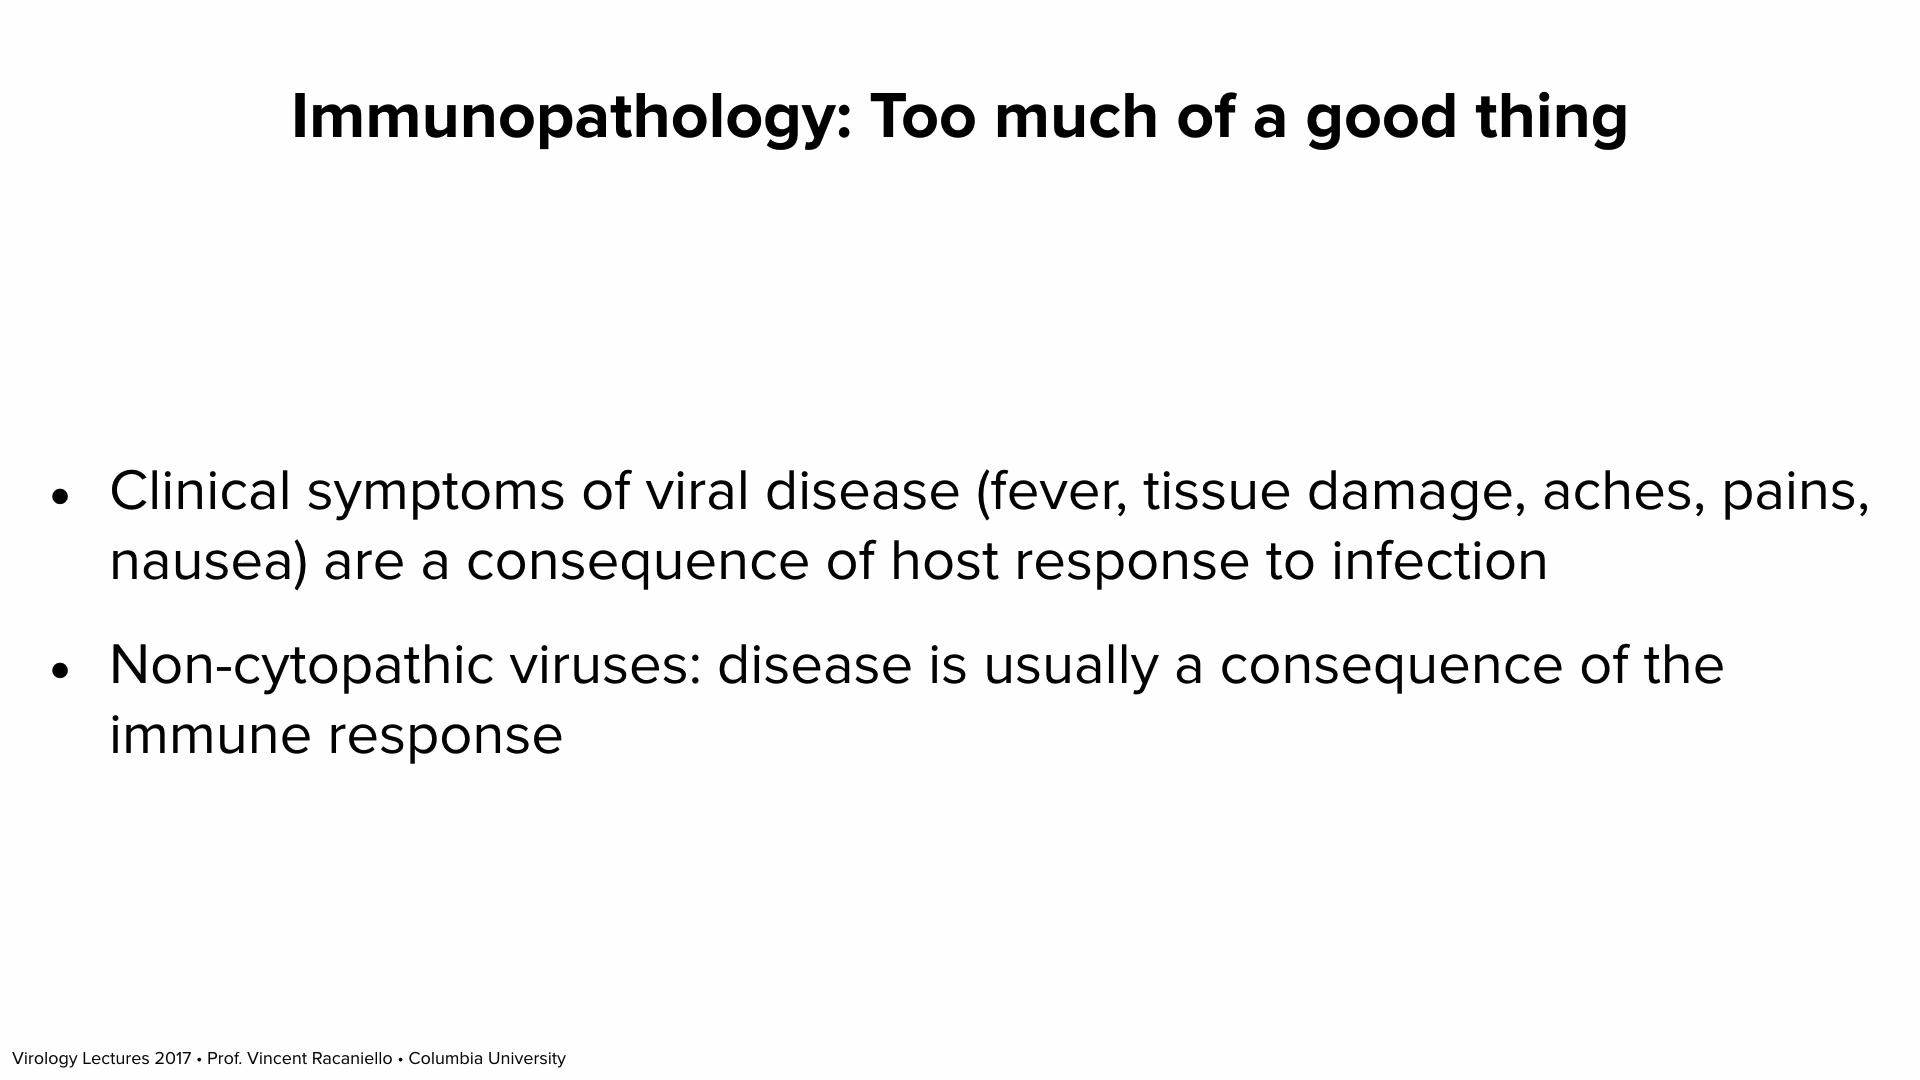 Immunopathology: Too much of a good thing
• Clinical symptoms of viral disease (fever, tissue damage, aches, pains,
nausea) are a consequence of host response to infection
• Non-cytopathic viruses: disease is usually a consequence of the
immune response
Virology Lectures 2017 • Prof. Vincent Racaniello • Columbia University